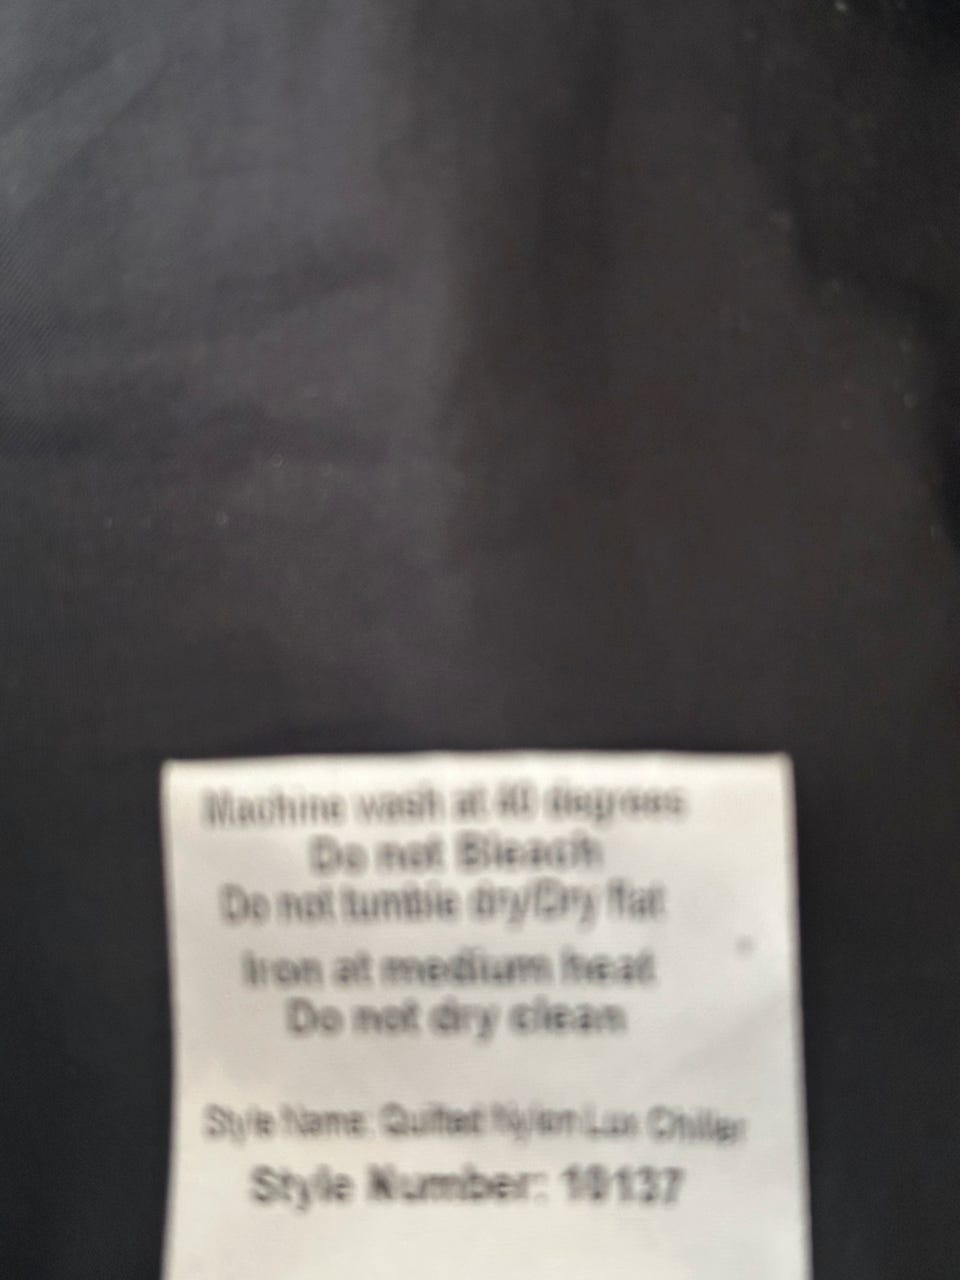 Machine wash at 40 degrees
Do not Bleach
Do not tumble dry/Dry flat
Iron at medium heat
Do not dry clean
Style Name: Quilted Nylon Lux Chiller
Style Number: 10137